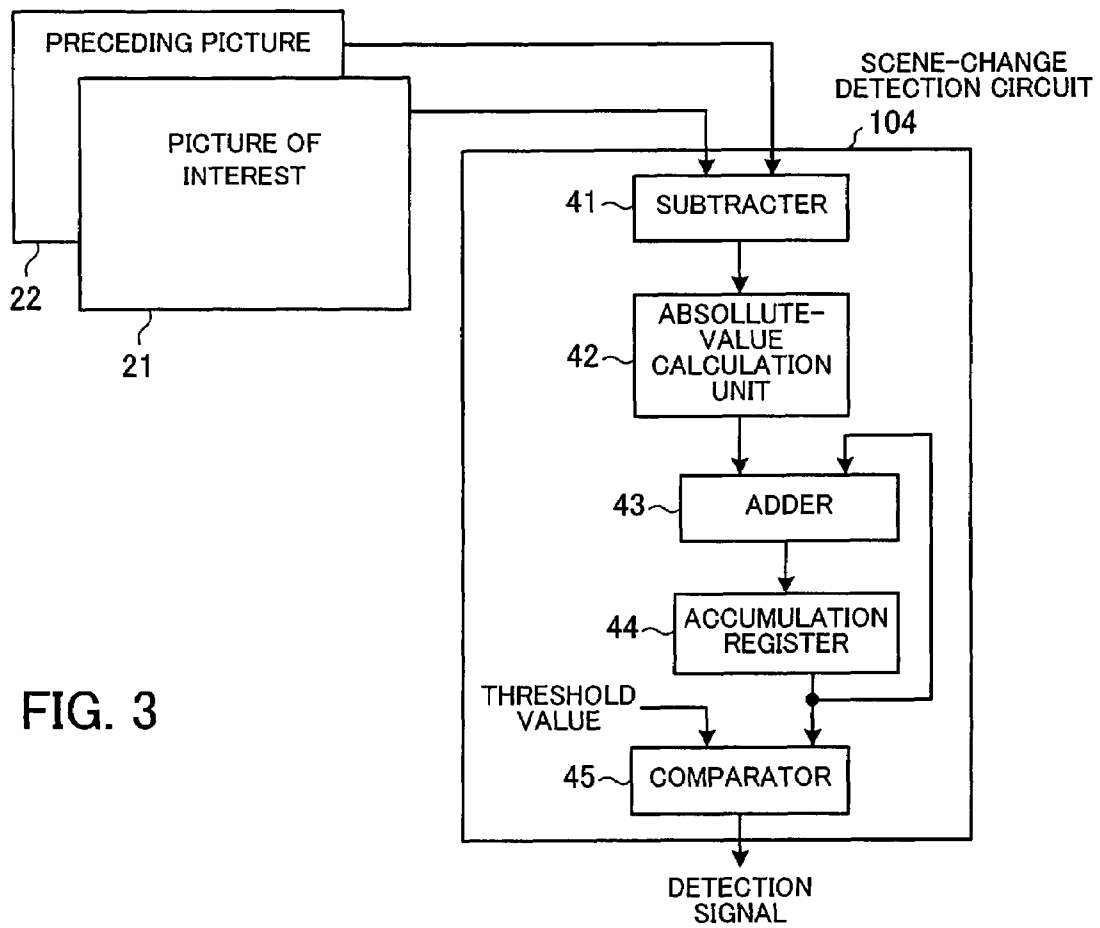 PRECEDING PICTURE
PICTURE OF
INTEREST
22
21
SCENE-CHANGE
DETECTION CIRCUIT
104
41
SUBTRACTER
42
ABSOLLUTE-
VALUE
CALCULATION
UNIT
43
ADDER
44
ACCUMULATION
REGISTER
THRESHOLD
VALUE
45
COMPARATOR
DETECTION
SIGNAL
FIG. 3